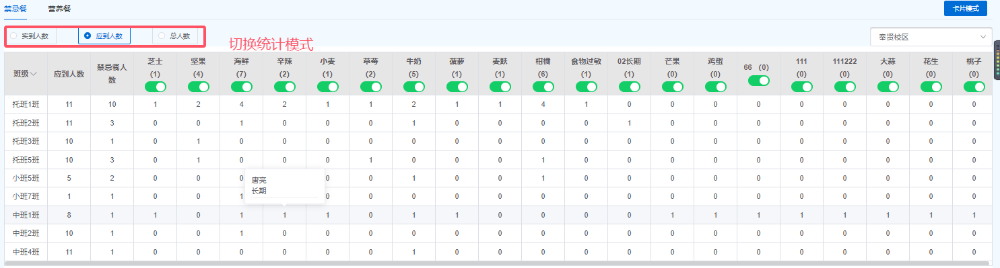 禁忌餐 营养餐 卡片模式
实到人数 应到人数 总人数 切换统计模式 奉贤校区
班级 应到人数 禁忌餐人数 芝士 (1) 坚果 (4) 海鲜 (7) 辛辣 (2) 小麦 (1) 草莓 (2) 牛奶 (5) 菠萝 (1) 麦麸 (1) 柑橘 (6) 食物过敏 (1) 02长期 (1) 芒果 (0) 鸡蛋 (0) 66 (0) 111 (0) 111222 (0) 大蒜 (0) 花生 (0) 桃子 (0)
托班1班 11 10 1 2 4 2 1 1 2 1 1 4 1 0 0 0 0 0 0 0 0 0
托班2班 11 3 0 0 1 0 0 0 1 0 0 0 0 1 0 0 0 0 0 0 0 0
托班3班 10 1 0 1 0 0 0 0 0 0 0 0 0 0 0 0 0 0 0 0 0 0
托班5班 10 3 0 1 0 0 0 1 0 0 0 1 0 0 0 0 0 0 0 0 0 0
小班5班 5 2 0 0 0 0 0 1 0 0 1 0 0 0 0 0 0 0 0 0 0
唐亮
长期
小班7班 1 1 0 0 1 0 0 0 0 0 0 0 0 0 0 0 0 0 0 0 0
中班1班 8 1 1 0 1 1 1 0 1 1 0 0 0 0 1 1 1 1 1 1 1 1
中班2班 10 1 0 0 1 0 0 0 0 0 0 0 0 0 0 0 0 0 0 0 0 0
中班4班 11 1 0 0 0 0 0 0 1 0 0 0 0 0 0 0 0 0 0 0 0 0